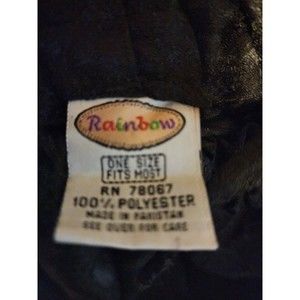 Rainbow
ONE SIZE
FITS MOST
RN 78067
100% POLYESTER
MADE IN PAKISTAN
SEE OVER FOR CARE